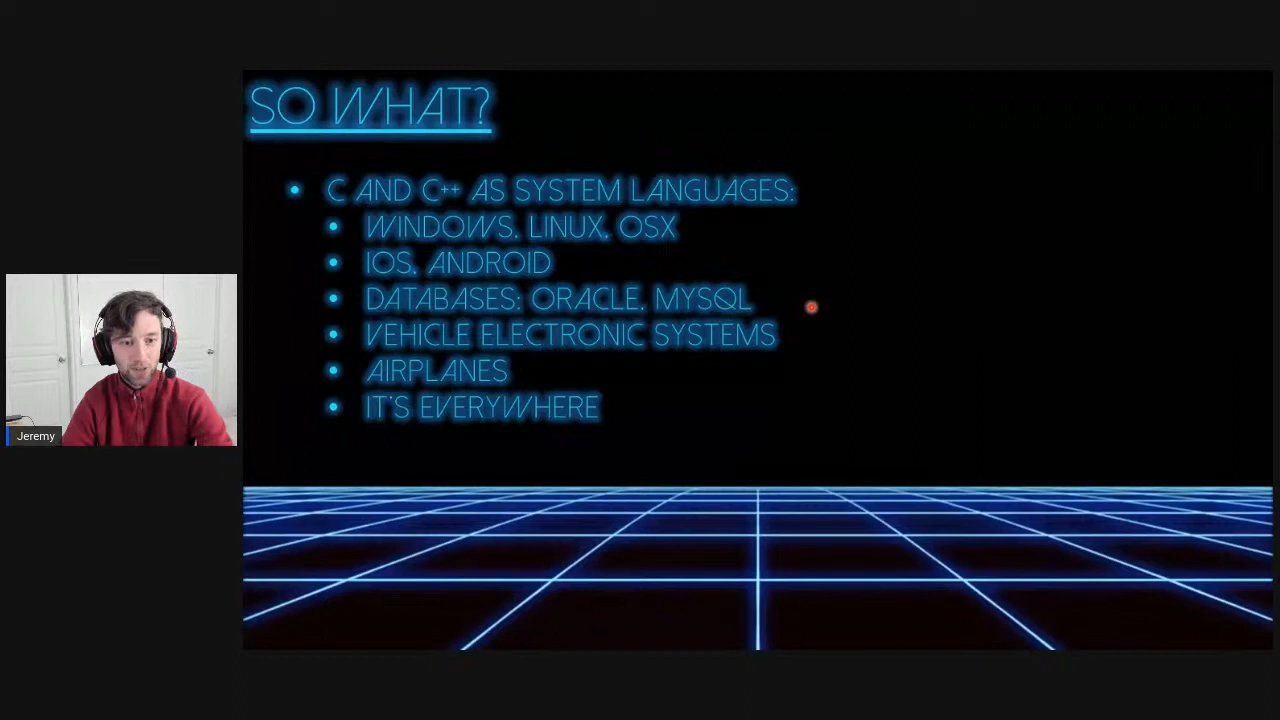 SO WHAT?
• C AND C++ AS SYSTEM LANGUAGES:
• WINDOWS, LINUX, OSX
• IOS, ANDROID
• DATABASES: ORACLE, MYSQL
• VEHICLE ELECTRONIC SYSTEMS
• AIRPLANES
• IT'S EVERYWHERE
Jeremy